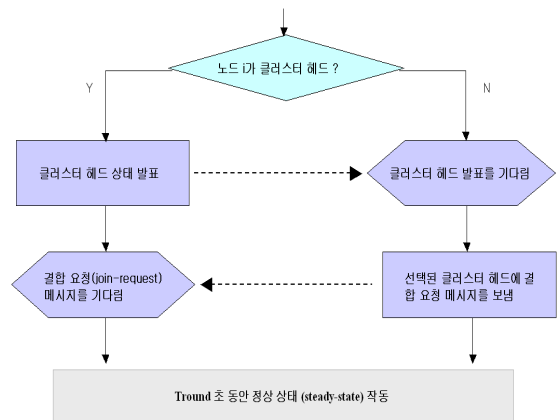 노드 i가 클러스터 헤드 ?
Y
N
클러스터 헤드 상태 발표
클러스터 헤드 발표를 기다림
결합 요청(join-request)
메시지를 기다림
선택된 클러스터 헤드에 결
합 요청 메시지를 보냄
Tround 초 동안 정상 상태 (steady-state) 작동